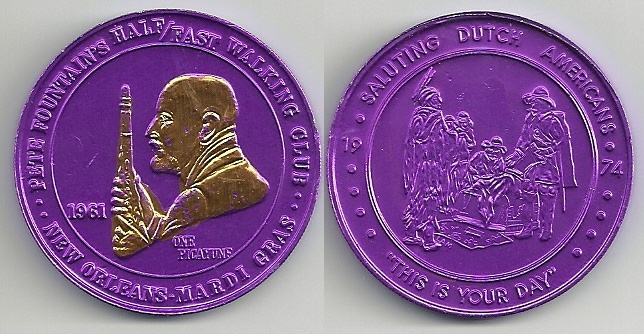 PETE FOUNTAIN'S HALF/FAST WALKING CLUB
1961
ONE
PICAYUNE
NEW ORLEANS-MARDI GRAS
SALUTING DUTCH AMERICANS
19 74
"THIS IS YOUR DAY"